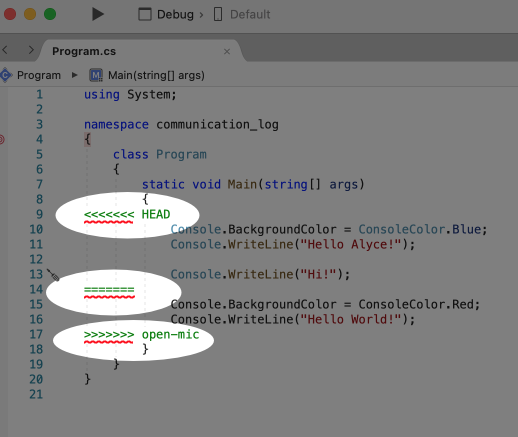 Debug › Default
Program.cs ×
Program ▸ Main(string[] args)
1 using System;
2
3 namespace communication_log
4 {
5 class Program
6 {
7 static void Main(string[] args)
8 {
9 <<<<<<< HEAD
10 Console.BackgroundColor = ConsoleColor.Blue;
11 Console.WriteLine("Hello Alyce!");
12
13 Console.WriteLine("Hi!");
14 =======
15 Console.BackgroundColor = ConsoleColor.Red;
16 Console.WriteLine("Hello World!");
17 >>>>>>> open-mic
18 }
19 }
20 }
21